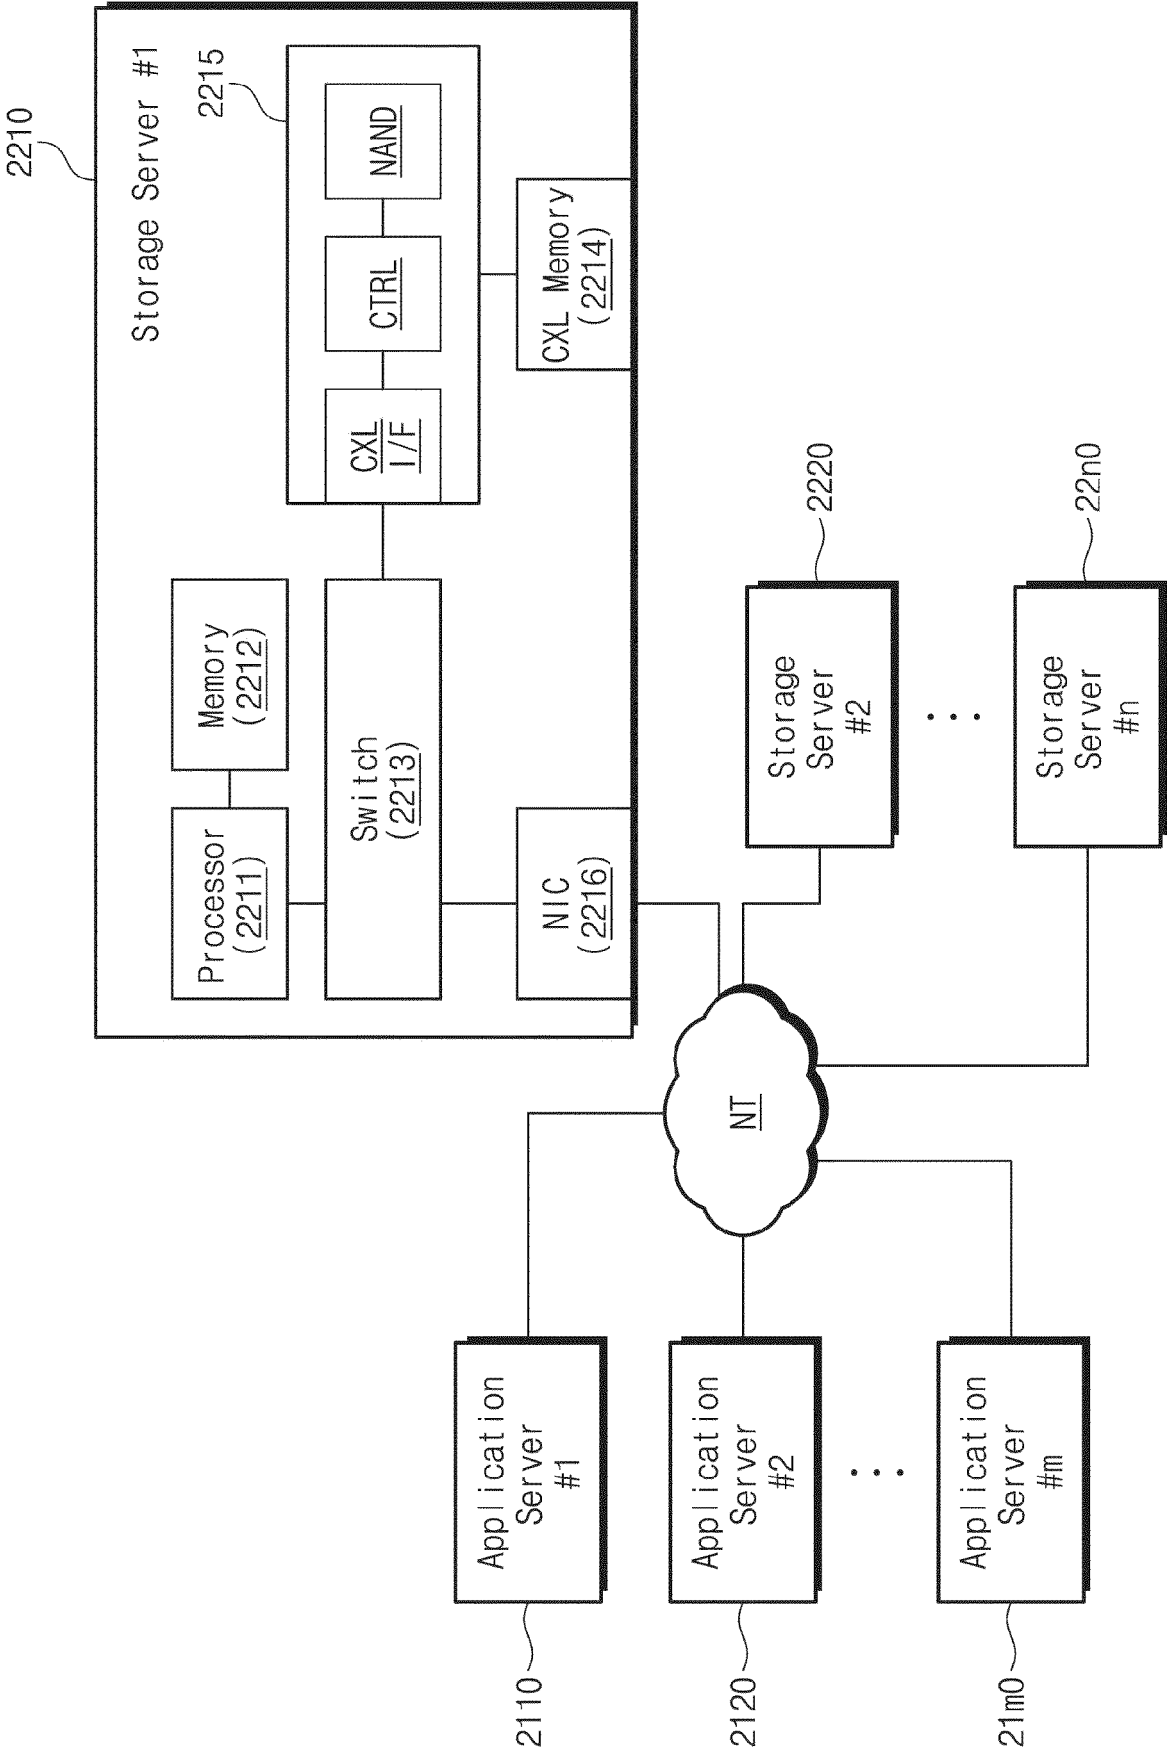 2210
Storage Server #1
2215
Processor
(2211)
Memory
(2212)
Switch
(2213)
CXL
I/F
CTRL
NAND
NIC
(2216)
CXL Memory
(2214)
2110
Application
Server
#1
2120
Application
Server
#2
. . .
21m0
Application
Server
#m
NT
2220
Storage
Server
#2
. . .
22n0
Storage
Server
#n